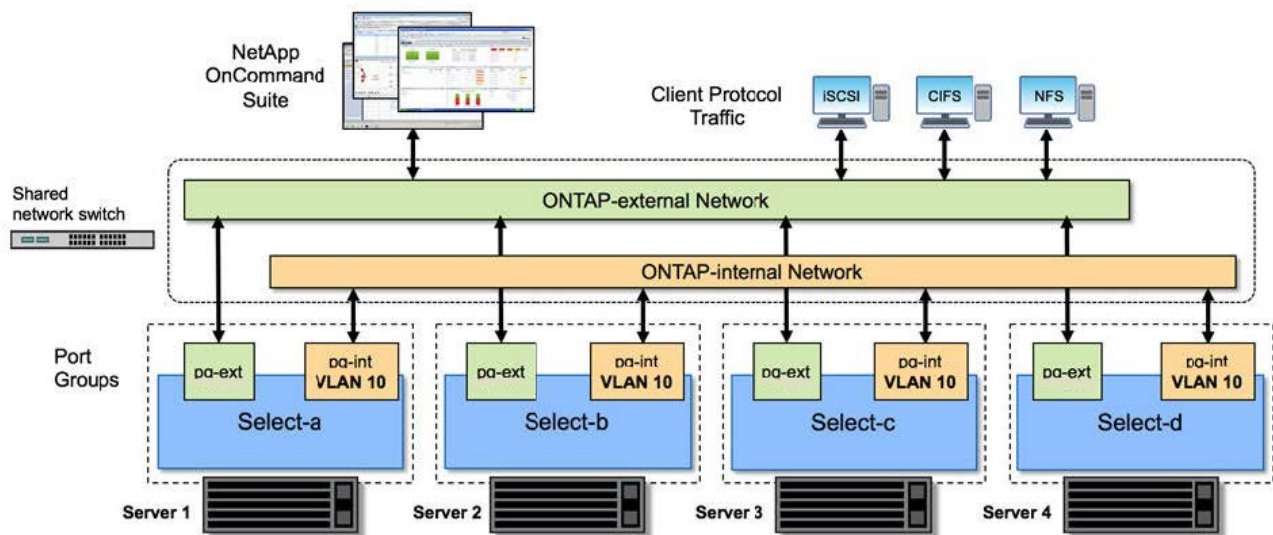 NetApp
OnCommand
Suite
Client Protocol
Traffic
iSCSI
CIFS
NFS
Shared
network switch
ONTAP-external Network
ONTAP-internal Network
Port
Groups
pg-ext
pg-int
VLAN 10
Select-a
pg-ext
pg-int
VLAN 10
Select-b
pg-ext
pg-int
VLAN 10
Select-c
pg-ext
pg-int
VLAN 10
Select-d
Server 1
Server 2
Server 3
Server 4